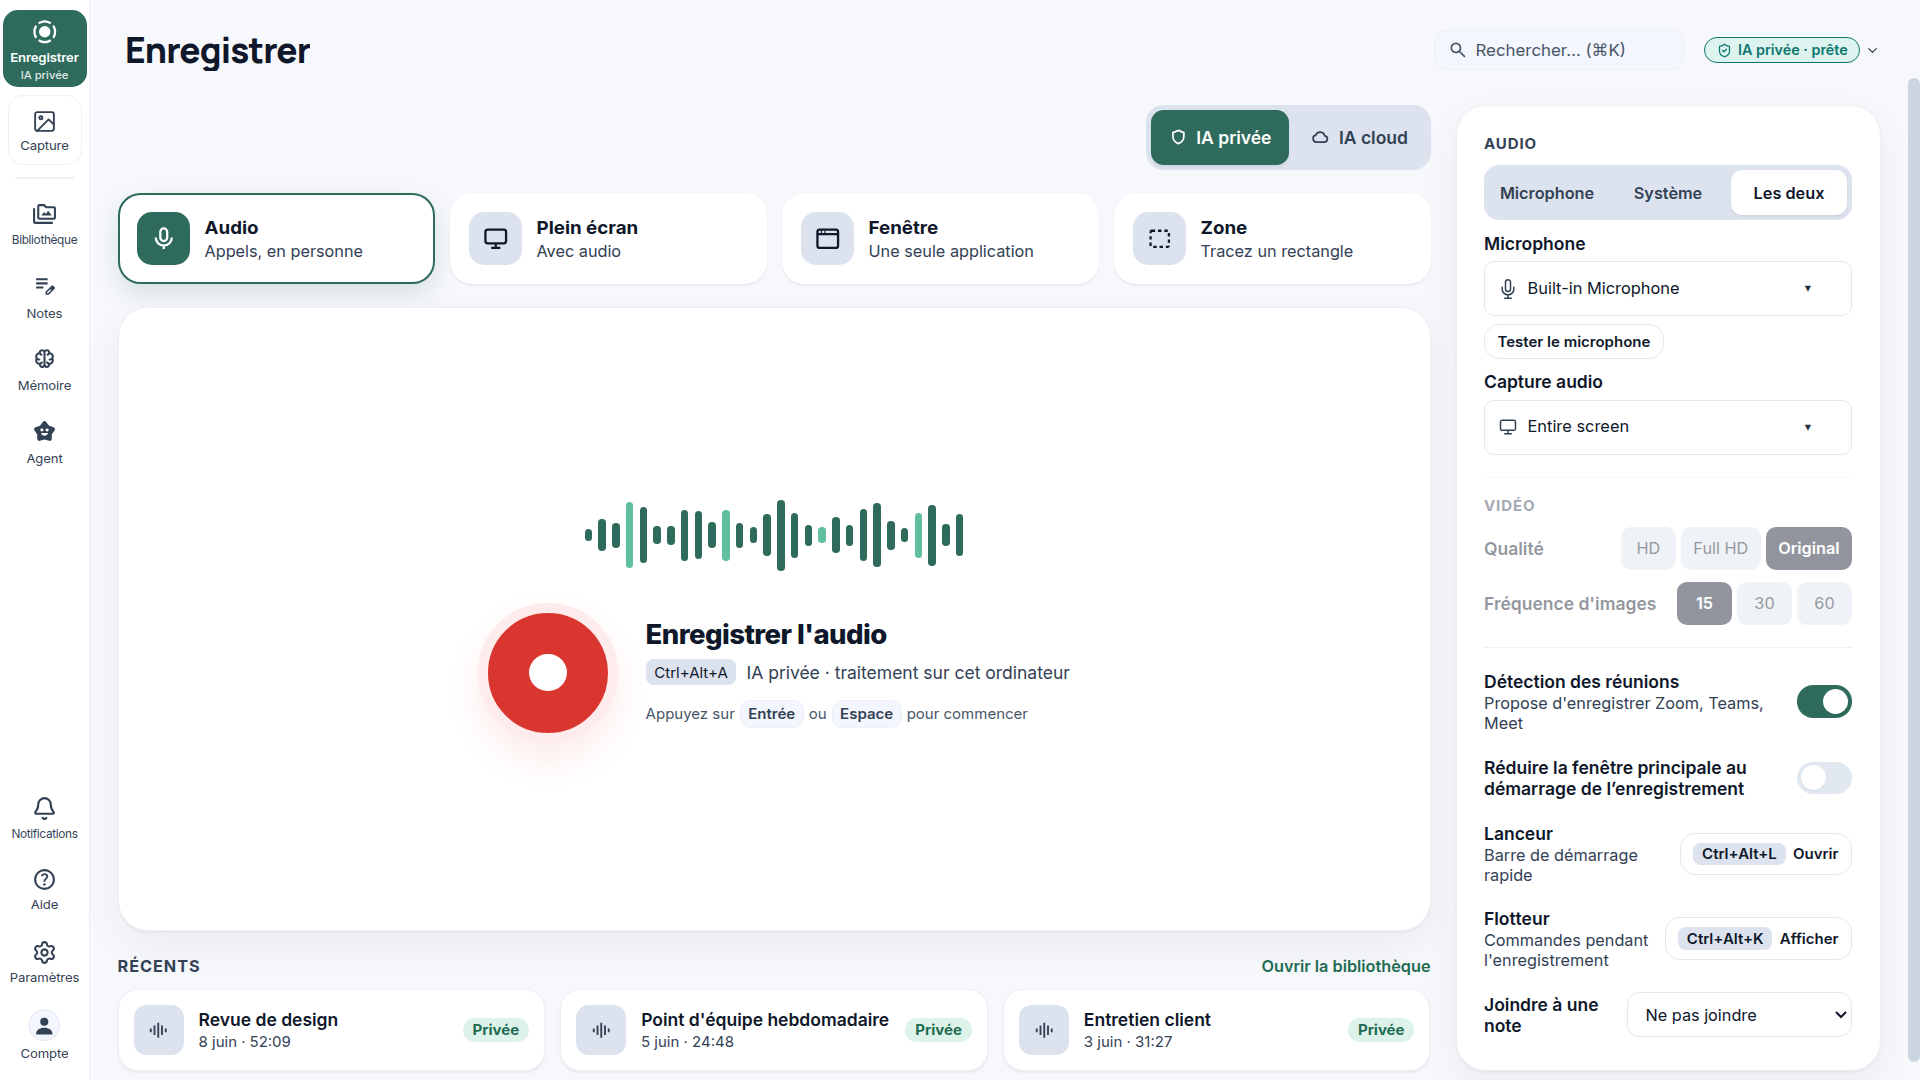 Enregistrer
IA privée
Capture
Bibliothèque
Notes
Mémoire
Agent
Notifications
Aide
Paramètres
Compte
Enregistrer
Rechercher... (⌘K)
IA privée · prête
IA privée
IA cloud
Audio
Appels, en personne
Plein écran
Avec audio
Fenêtre
Une seule application
Zone
Tracez un rectangle
Enregistrer l'audio
Ctrl+Alt+A IA privée · traitement sur cet ordinateur
Appuyez sur Entrée ou Espace pour commencer
RÉCENTS
Ouvrir la bibliothèque
Revue de design
8 juin · 52:09
Privée
Point d'équipe hebdomadaire
5 juin · 24:48
Privée
Entretien client
3 juin · 31:27
Privée
AUDIO
Microphone Système Les deux
Microphone
Built-in Microphone
Tester le microphone
Capture audio
Entire screen
VIDÉO
Qualité HD Full HD Original
Fréquence d'images 15 30 60
Détection des réunions
Propose d'enregistrer Zoom, Teams,
Meet
Réduire la fenêtre principale au
démarrage de l’enregistrement
Lanceur
Barre de démarrage
rapide
Ctrl+Alt+L Ouvrir
Flotteur
Commandes pendant
l'enregistrement
Ctrl+Alt+K Afficher
Joindre à une
note
Ne pas joindre